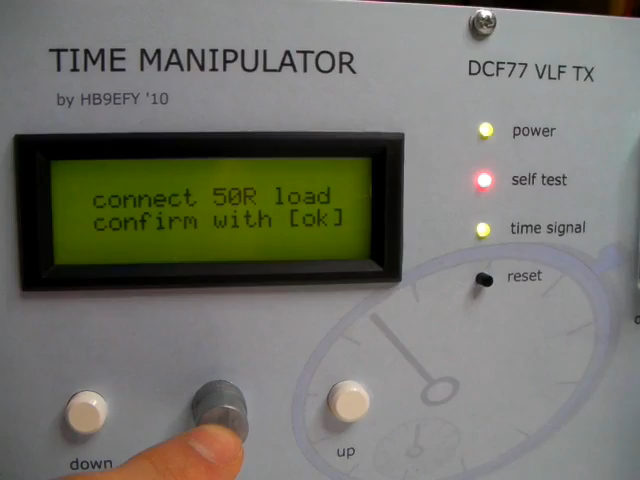 TIME MANIPULATOR
by HB9EFY '10
DCF77 VLF TX
power
self test
time signal
reset
connect 50R load
confirm with [ok]
down
up